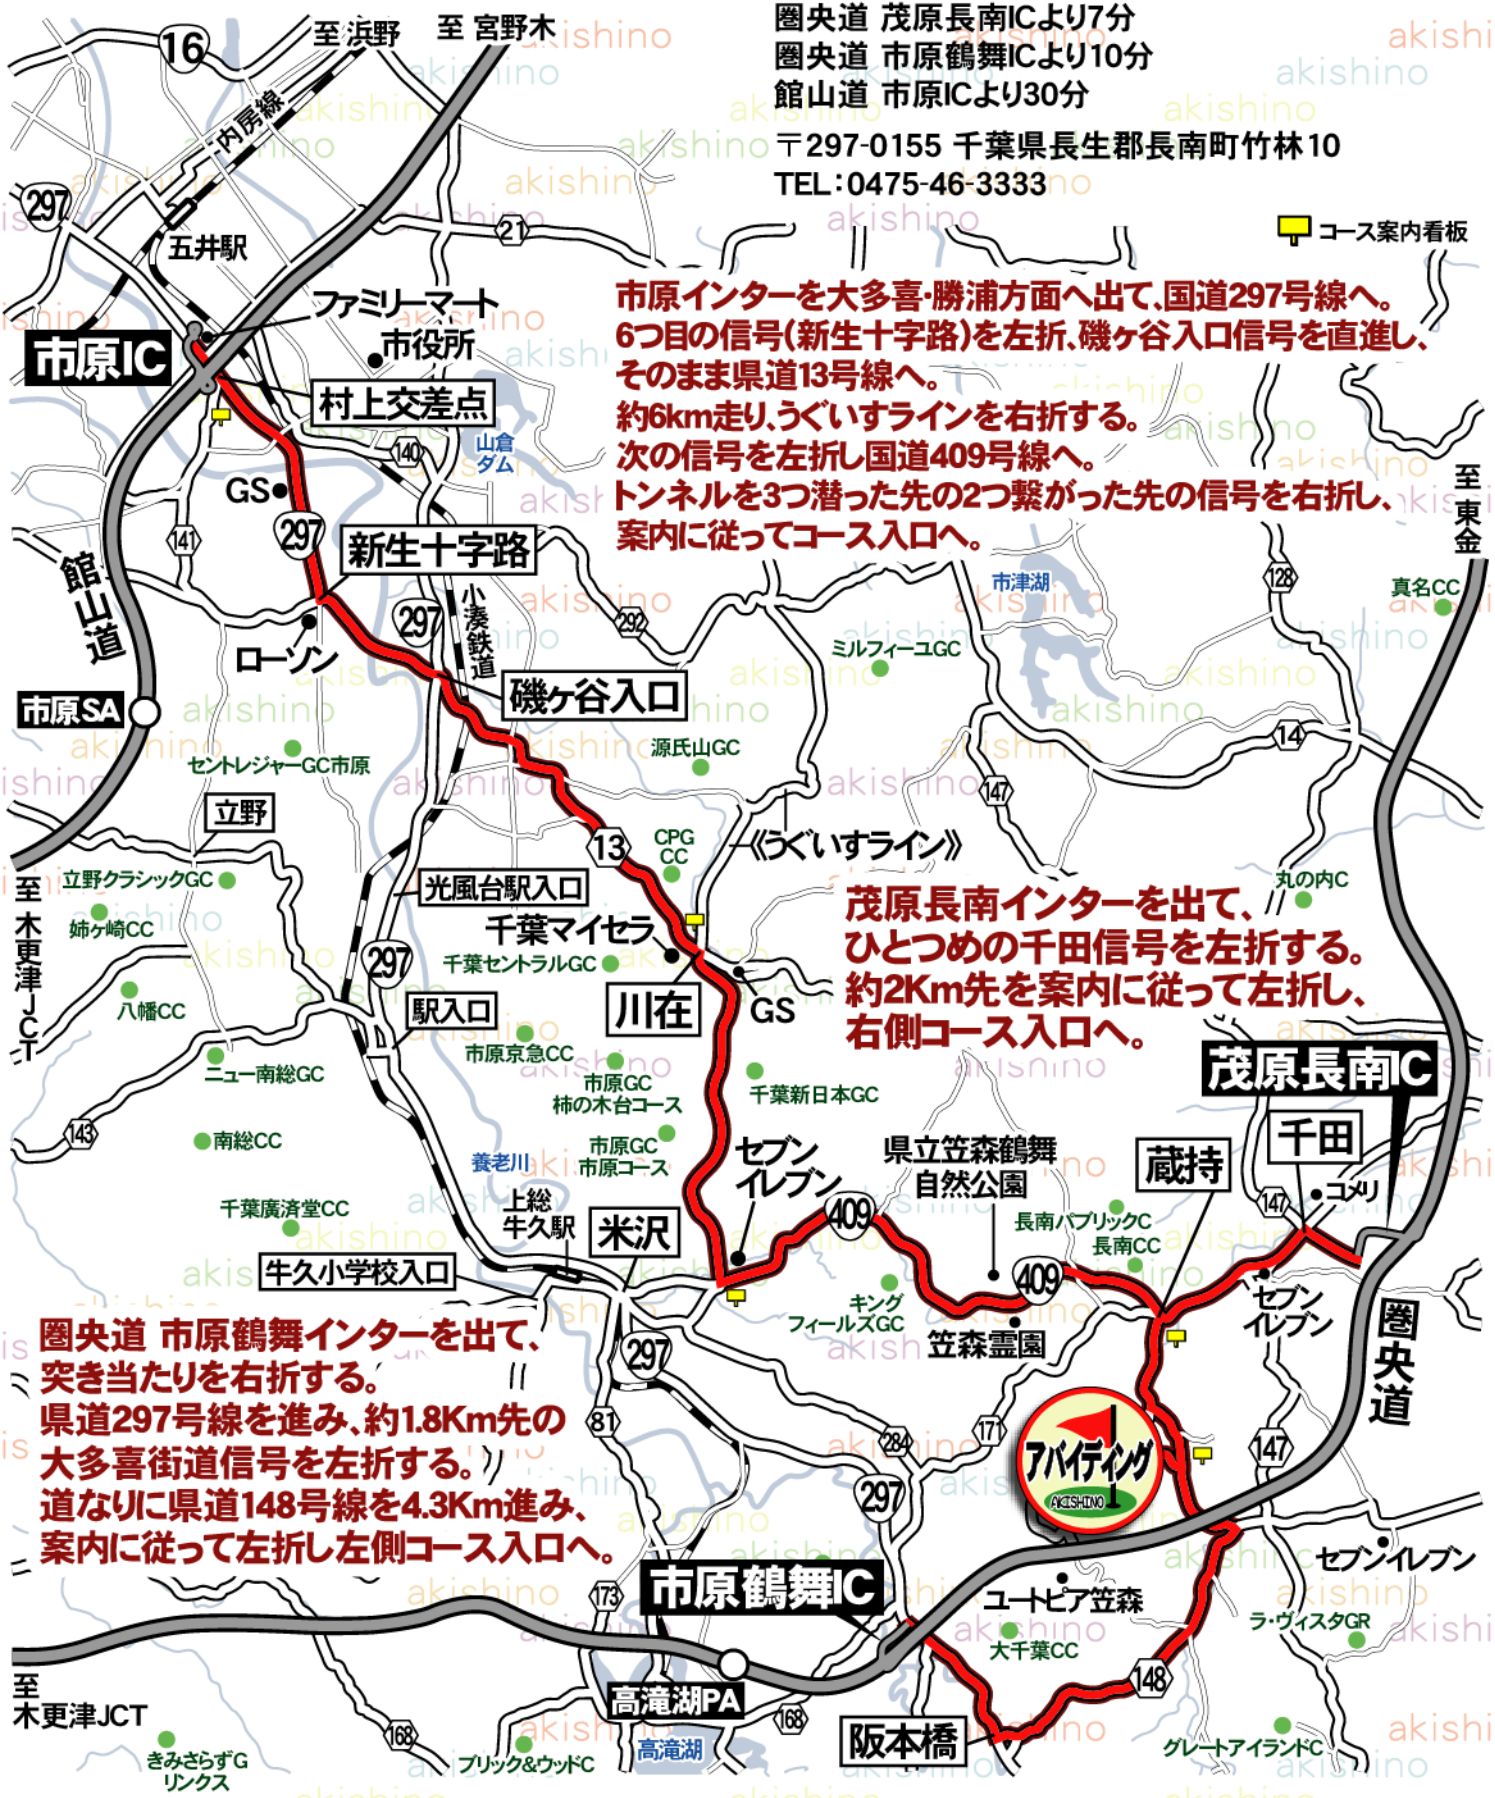 圏央道 茂原長南ICより7分
圏央道 市原鶴舞ICより10分
館山道 市原ICより30分
〒297-0155 千葉県長生郡長南町竹林10
TEL:0475-46-3333
コース案内看板
至 浜野
至 宮野木
16
内房線
297
五井駅
21
ファミリーマート
市役所
市原IC
村上交差点
140
山倉
ダム
市原インターを大多喜・勝浦方面へ出て、国道297号線へ。
6つ目の信号(新生十字路)を左折、磯ヶ谷入口信号を直進し、
そのまま県道13号線へ。
約6km走り、うぐいすラインを右折する。
次の信号を左折し国道409号線へ。
トンネルを3つ潜った先の2つ繋がった先の信号を右折し、
案内に従ってコース入口へ。
至 東金
GS
297
141
新生十字路
館山道
297
小湊鉄道
292
市津湖
128
真名CC
ローソン
ミルフィーユGC
磯ヶ谷入口
市原SA
セントレジャーGC市原
源氏山GC
14
147
立野
13
CPG
CC
《うぐいすライン》
至 木更津JCT
立野クラシックGC
姉ヶ崎CC
光風台駅入口
千葉マイセラ
千葉セントラルGC
丸の内C
茂原長南インターを出て、
ひとつめの千田信号を左折する。
約2Km先を案内に従って左折し、
右側コース入口へ。
297
八幡CC
駅入口
川在
GS
市原京急CC
ニュー南総GC
市原GC
柿の木台コース
千葉新日本GC
茂原長南IC
143
南総CC
養老川
市原GC
市原コース
セブン
イレブン
県立笠森鶴舞
自然公園
蔵持
千田
147
コメリ
千葉廣済堂CC
上総
牛久駅
米沢
409
長南パブリックC
長南CC
牛久小学校入口
409
キング
フィールズGC
笠森霊園
セブン
イレブン
圏央道
圏央道 市原鶴舞インターを出て、
突き当たりを右折する。
県道297号線を進み、約1.8Km先の
大多喜街道信号を左折する。
道なりに県道148号線を4.3Km進み、
案内に従って左折し左側コース入口へ。
297
81
284
171
アバイディング
AKISHINO
147
297
市原鶴舞IC
173
ユートピア笠森
セブンイレブン
大千葉CC
ラ・ヴィスタGR
148
至
木更津JCT
高滝湖PA
168
168
阪本橋
きみさらずG
リンクス
ブリック&ウッドC
高滝湖
グレートアイランドC
akishino